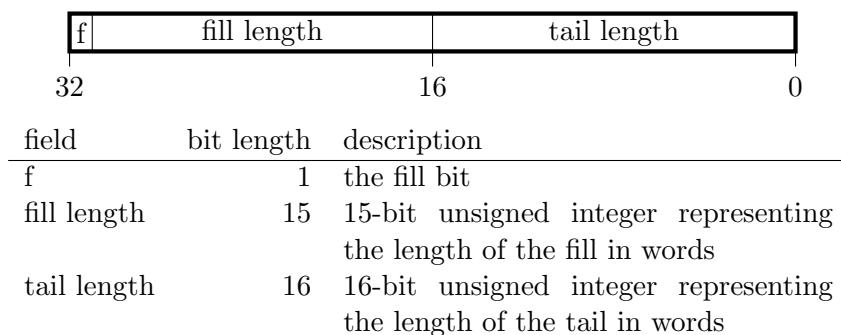 f fill length tail length
32 16 0
field bit length description
f 1 the fill bit
fill length 15 15-bit unsigned integer representing
the length of the fill in words
tail length 16 16-bit unsigned integer representing
the length of the tail in words